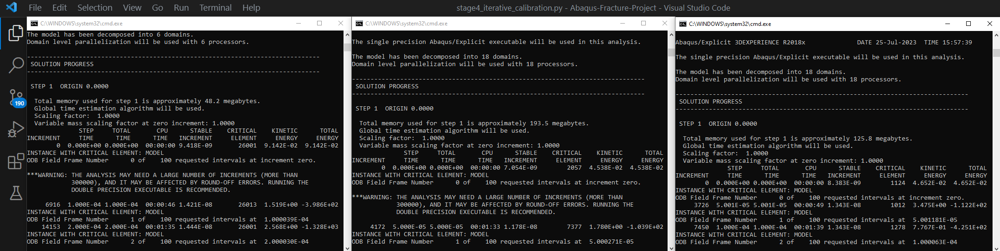 File Edit Selection View Go Run Terminal Help
stage4_iterative_calibration.py - Abaqus-Fracture-Project - Visual Studio Code
190
C:\WINDOWS\system32\cmd.exe
The model has been decomposed into 6 domains.
Domain level parallelization will be used with 6 processors.
-------------------------------------------------------------------------------
SOLUTION PROGRESS
-------------------------------------------------------------------------------
STEP 1 ORIGIN 0.0000
Total memory used for step 1 is approximately 48.2 megabytes.
Global time estimation algorithm will be used.
Scaling factor: 1.0000
Variable mass scaling factor at zero increment: 1.0000
STEP TOTAL CPU STABLE CRITICAL KINETIC TOTAL
INCREMENT TIME TIME TIME INCREMENT ELEMENT ENERGY ENERGY
0 0.000E+00 0.000E+00 00:00:00 9.418E-09 26001 9.142E-02 9.142E-02
INSTANCE WITH CRITICAL ELEMENT: MODEL
ODB Field Frame Number 0 of 100 requested intervals at increment zero.
***WARNING: THE ANALYSIS MAY NEED A LARGE NUMBER OF INCREMENTS (MORE THAN
300000), AND IT MAY BE AFFECTED BY ROUND-OFF ERRORS. RUNNING THE
DOUBLE PRECISION EXECUTABLE IS RECOMMENDED.
6916 1.000E-04 1.000E-04 00:00:46 1.421E-08 26013 1.519E+00 -3.986E+02
INSTANCE WITH CRITICAL ELEMENT: MODEL
ODB Field Frame Number 1 of 100 requested intervals at 1.000039E-04
14153 2.000E-04 2.000E-04 00:01:35 1.444E-08 26001 2.568E+00 -1.328E+03
INSTANCE WITH CRITICAL ELEMENT: MODEL
ODB Field Frame Number 2 of 100 requested intervals at 2.000030E-04
C:\WINDOWS\system32\cmd.exe
The single precision Abaqus/Explicit executable will be used in this analysis.
The model has been decomposed into 18 domains.
Domain level parallelization will be used with 18 processors.
-------------------------------------------------------------------------------
SOLUTION PROGRESS
-------------------------------------------------------------------------------
STEP 1 ORIGIN 0.0000
Total memory used for step 1 is approximately 193.5 megabytes.
Global time estimation algorithm will be used.
Scaling factor: 1.0000
Variable mass scaling factor at zero increment: 1.0000
STEP TOTAL CPU STABLE CRITICAL KINETIC TOTAL
INCREMENT TIME TIME TIME INCREMENT ELEMENT ENERGY ENERGY
0 0.000E+00 0.000E+00 00:00:00 7.054E-09 2057 4.538E-02 4.538E-02
INSTANCE WITH CRITICAL ELEMENT: MODEL
ODB Field Frame Number 0 of 100 requested intervals at increment zero.
***WARNING: THE ANALYSIS MAY NEED A LARGE NUMBER OF INCREMENTS (MORE THAN
300000), AND IT MAY BE AFFECTED BY ROUND-OFF ERRORS. RUNNING THE
DOUBLE PRECISION EXECUTABLE IS RECOMMENDED.
4172 5.000E-05 5.000E-05 00:01:33 1.178E-08 7377 1.780E+00 -1.039E+02
INSTANCE WITH CRITICAL ELEMENT: MODEL
ODB Field Frame Number 1 of 100 requested intervals at 5.000271E-05
C:\WINDOWS\system32\cmd.exe
Abaqus/Explicit 3DEXPERIENCE R2018x DATE 25-Jul-2023 TIME 15:57:39
The single precision Abaqus/Explicit executable will be used in this analysis.
The model has been decomposed into 18 domains.
Domain level parallelization will be used with 18 processors.
-------------------------------------------------------------------------------
SOLUTION PROGRESS
-------------------------------------------------------------------------------
STEP 1 ORIGIN 0.0000
Total memory used for step 1 is approximately 125.8 megabytes.
Global time estimation algorithm will be used.
Scaling factor: 1.0000
Variable mass scaling factor at zero increment: 1.0000
STEP TOTAL CPU STABLE CRITICAL KINETIC TOTAL
INCREMENT TIME TIME TIME INCREMENT ELEMENT ENERGY ENERGY
0 0.000E+00 0.000E+00 00:00:00 8.383E-09 1124 4.652E-02 4.652E-02
INSTANCE WITH CRITICAL ELEMENT: MODEL
ODB Field Frame Number 0 of 100 requested intervals at increment zero.
3726 5.001E-05 5.001E-05 00:00:49 1.343E-08 1012 3.475E+00 -1.122E+02
INSTANCE WITH CRITICAL ELEMENT: MODEL
ODB Field Frame Number 1 of 100 requested intervals at 5.001181E-05
7450 1.000E-04 1.000E-04 00:01:39 1.343E-08 1278 7.767E-01 -4.251E+02
INSTANCE WITH CRITICAL ELEMENT: MODEL
ODB Field Frame Number 2 of 100 requested intervals at 1.000063E-04